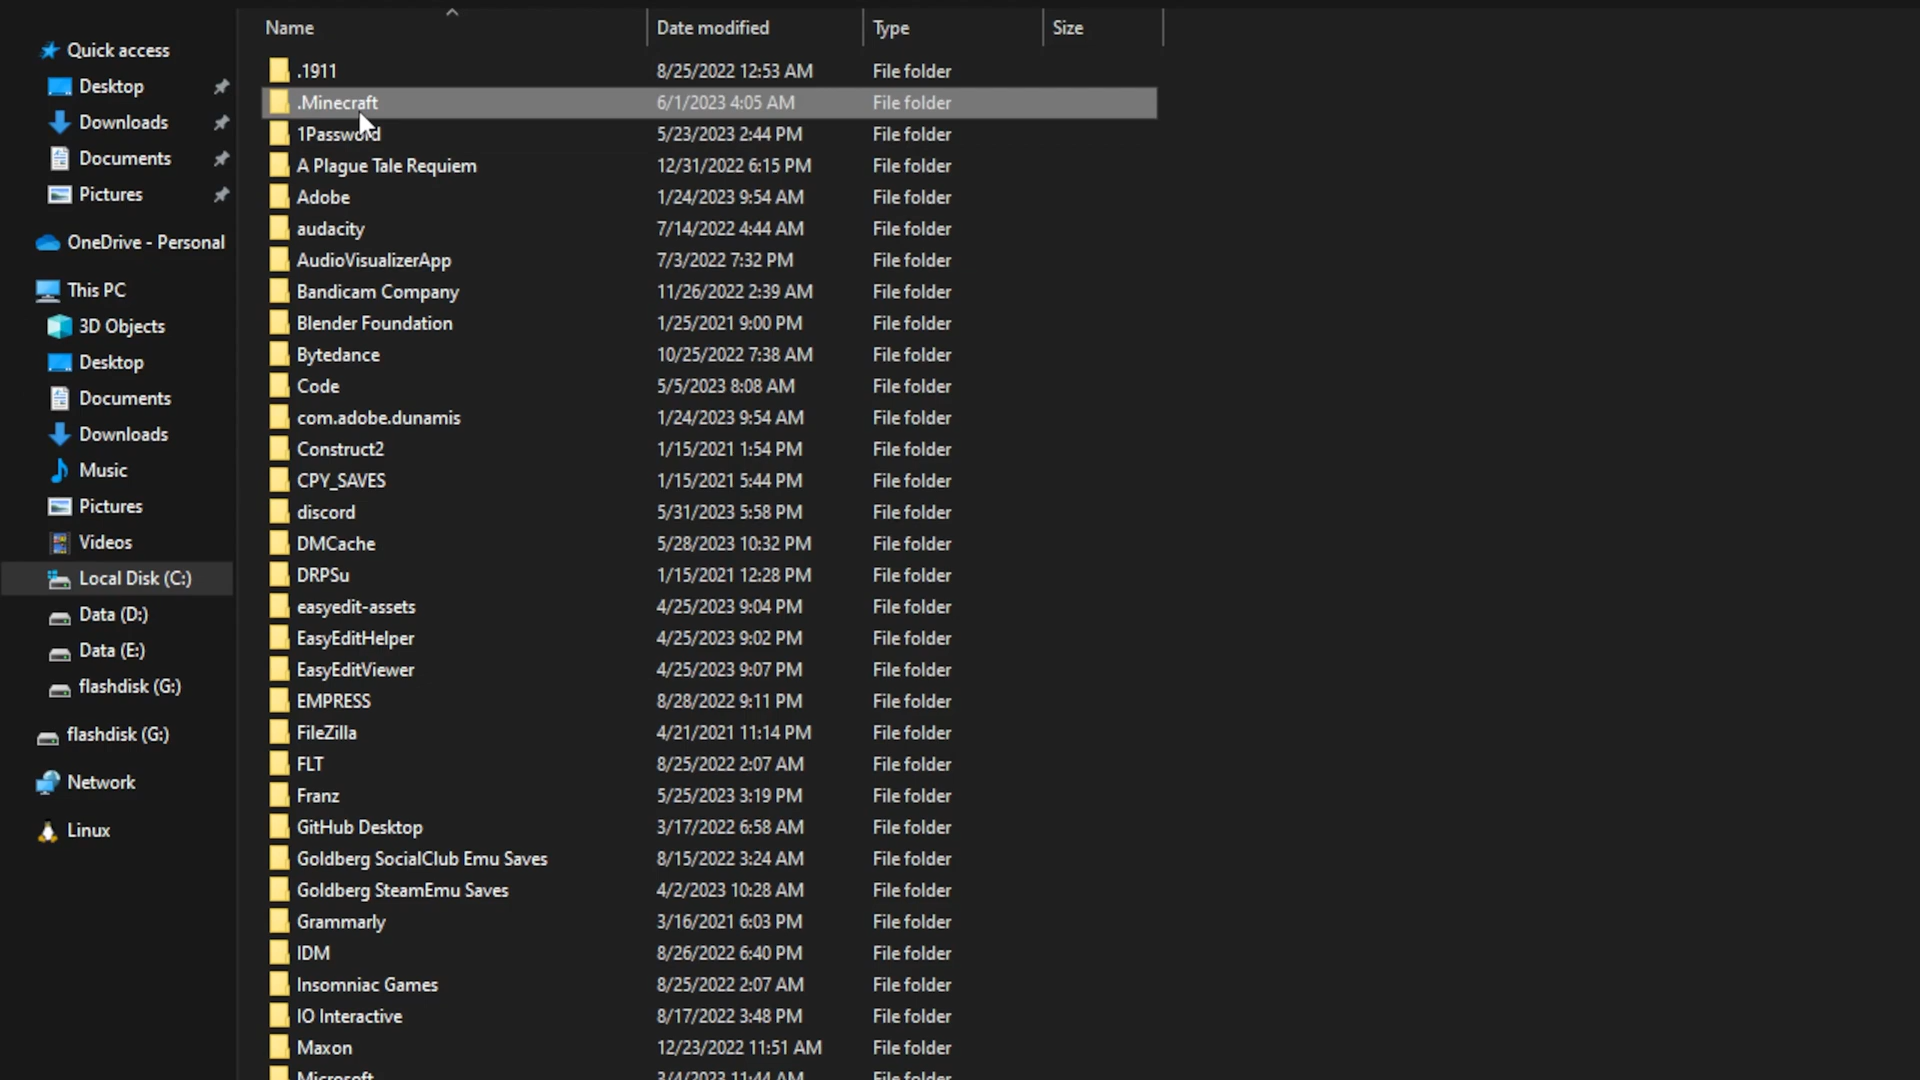 Name Date modified Type Size
Quick access
Desktop
Downloads
Documents
Pictures
OneDrive - Personal
This PC
3D Objects
Desktop
Documents
Downloads
Music
Pictures
Videos
Local Disk (C:)
Data (D:)
Data (E:)
flashdisk (G:)
flashdisk (G:)
Network
Linux
.1911 8/25/2022 12:53 AM File folder
.Minecraft 6/1/2023 4:05 AM File folder
1Password 5/23/2023 2:44 PM File folder
A Plague Tale Requiem 12/31/2022 6:15 PM File folder
Adobe 1/24/2023 9:54 AM File folder
audacity 7/14/2022 4:44 AM File folder
AudioVisualizerApp 7/3/2022 7:32 PM File folder
Bandicam Company 11/26/2022 2:39 AM File folder
Blender Foundation 1/25/2021 9:00 PM File folder
Bytedance 10/25/2022 7:38 AM File folder
Code 5/5/2023 8:08 AM File folder
com.adobe.dunamis 1/24/2023 9:54 AM File folder
Construct2 1/15/2021 1:54 PM File folder
CPY_SAVES 1/15/2021 5:44 PM File folder
discord 5/31/2023 5:58 PM File folder
DMCache 5/28/2023 10:32 PM File folder
DRPSu 1/15/2021 12:28 PM File folder
easyedit-assets 4/25/2023 9:04 PM File folder
EasyEditHelper 4/25/2023 9:02 PM File folder
EasyEditViewer 4/25/2023 9:07 PM File folder
EMPRESS 8/28/2022 9:11 PM File folder
FileZilla 4/21/2021 11:14 PM File folder
FLT 8/25/2022 2:07 AM File folder
Franz 5/25/2023 3:19 PM File folder
GitHub Desktop 3/17/2022 6:58 AM File folder
Goldberg SocialClub Emu Saves 8/15/2022 3:24 AM File folder
Goldberg SteamEmu Saves 4/2/2023 10:28 AM File folder
Grammarly 3/16/2021 6:03 PM File folder
IDM 8/26/2022 6:40 PM File folder
Insomniac Games 8/25/2022 2:07 AM File folder
IO Interactive 8/17/2022 3:48 PM File folder
Maxon 12/23/2022 11:51 AM File folder
Microsoft 3/4/2023 11:44 AM File folder